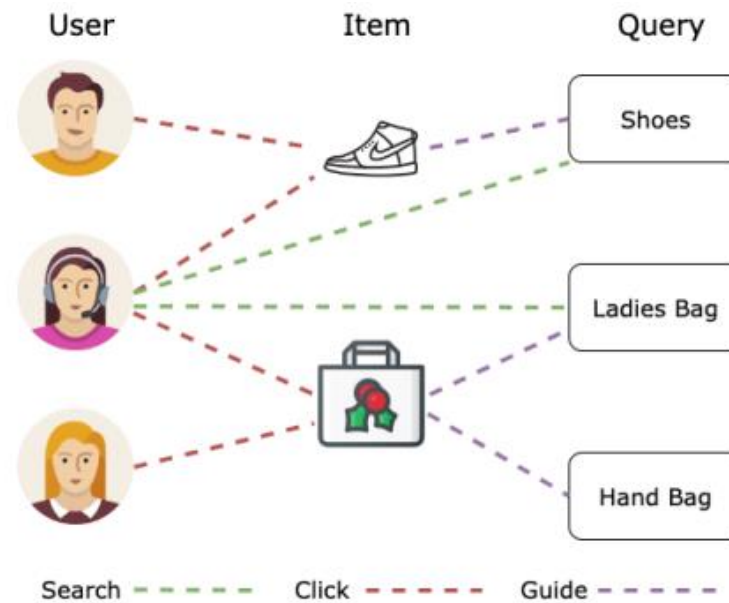 User Item Query
Shoes
Ladies Bag
Hand Bag
Search Click Guide